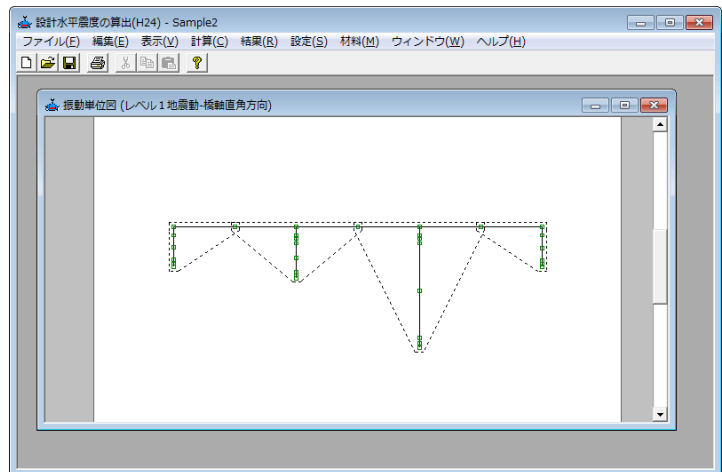 設計水平震度の算出(H24) - Sample2
ファイル(F) 編集(E) 表示(V) 計算(C) 結果(R) 設定(S) 材料(M) ウィンドウ(W) ヘルプ(H)
振動単位図 (レベル１地震動-橋軸直角方向)